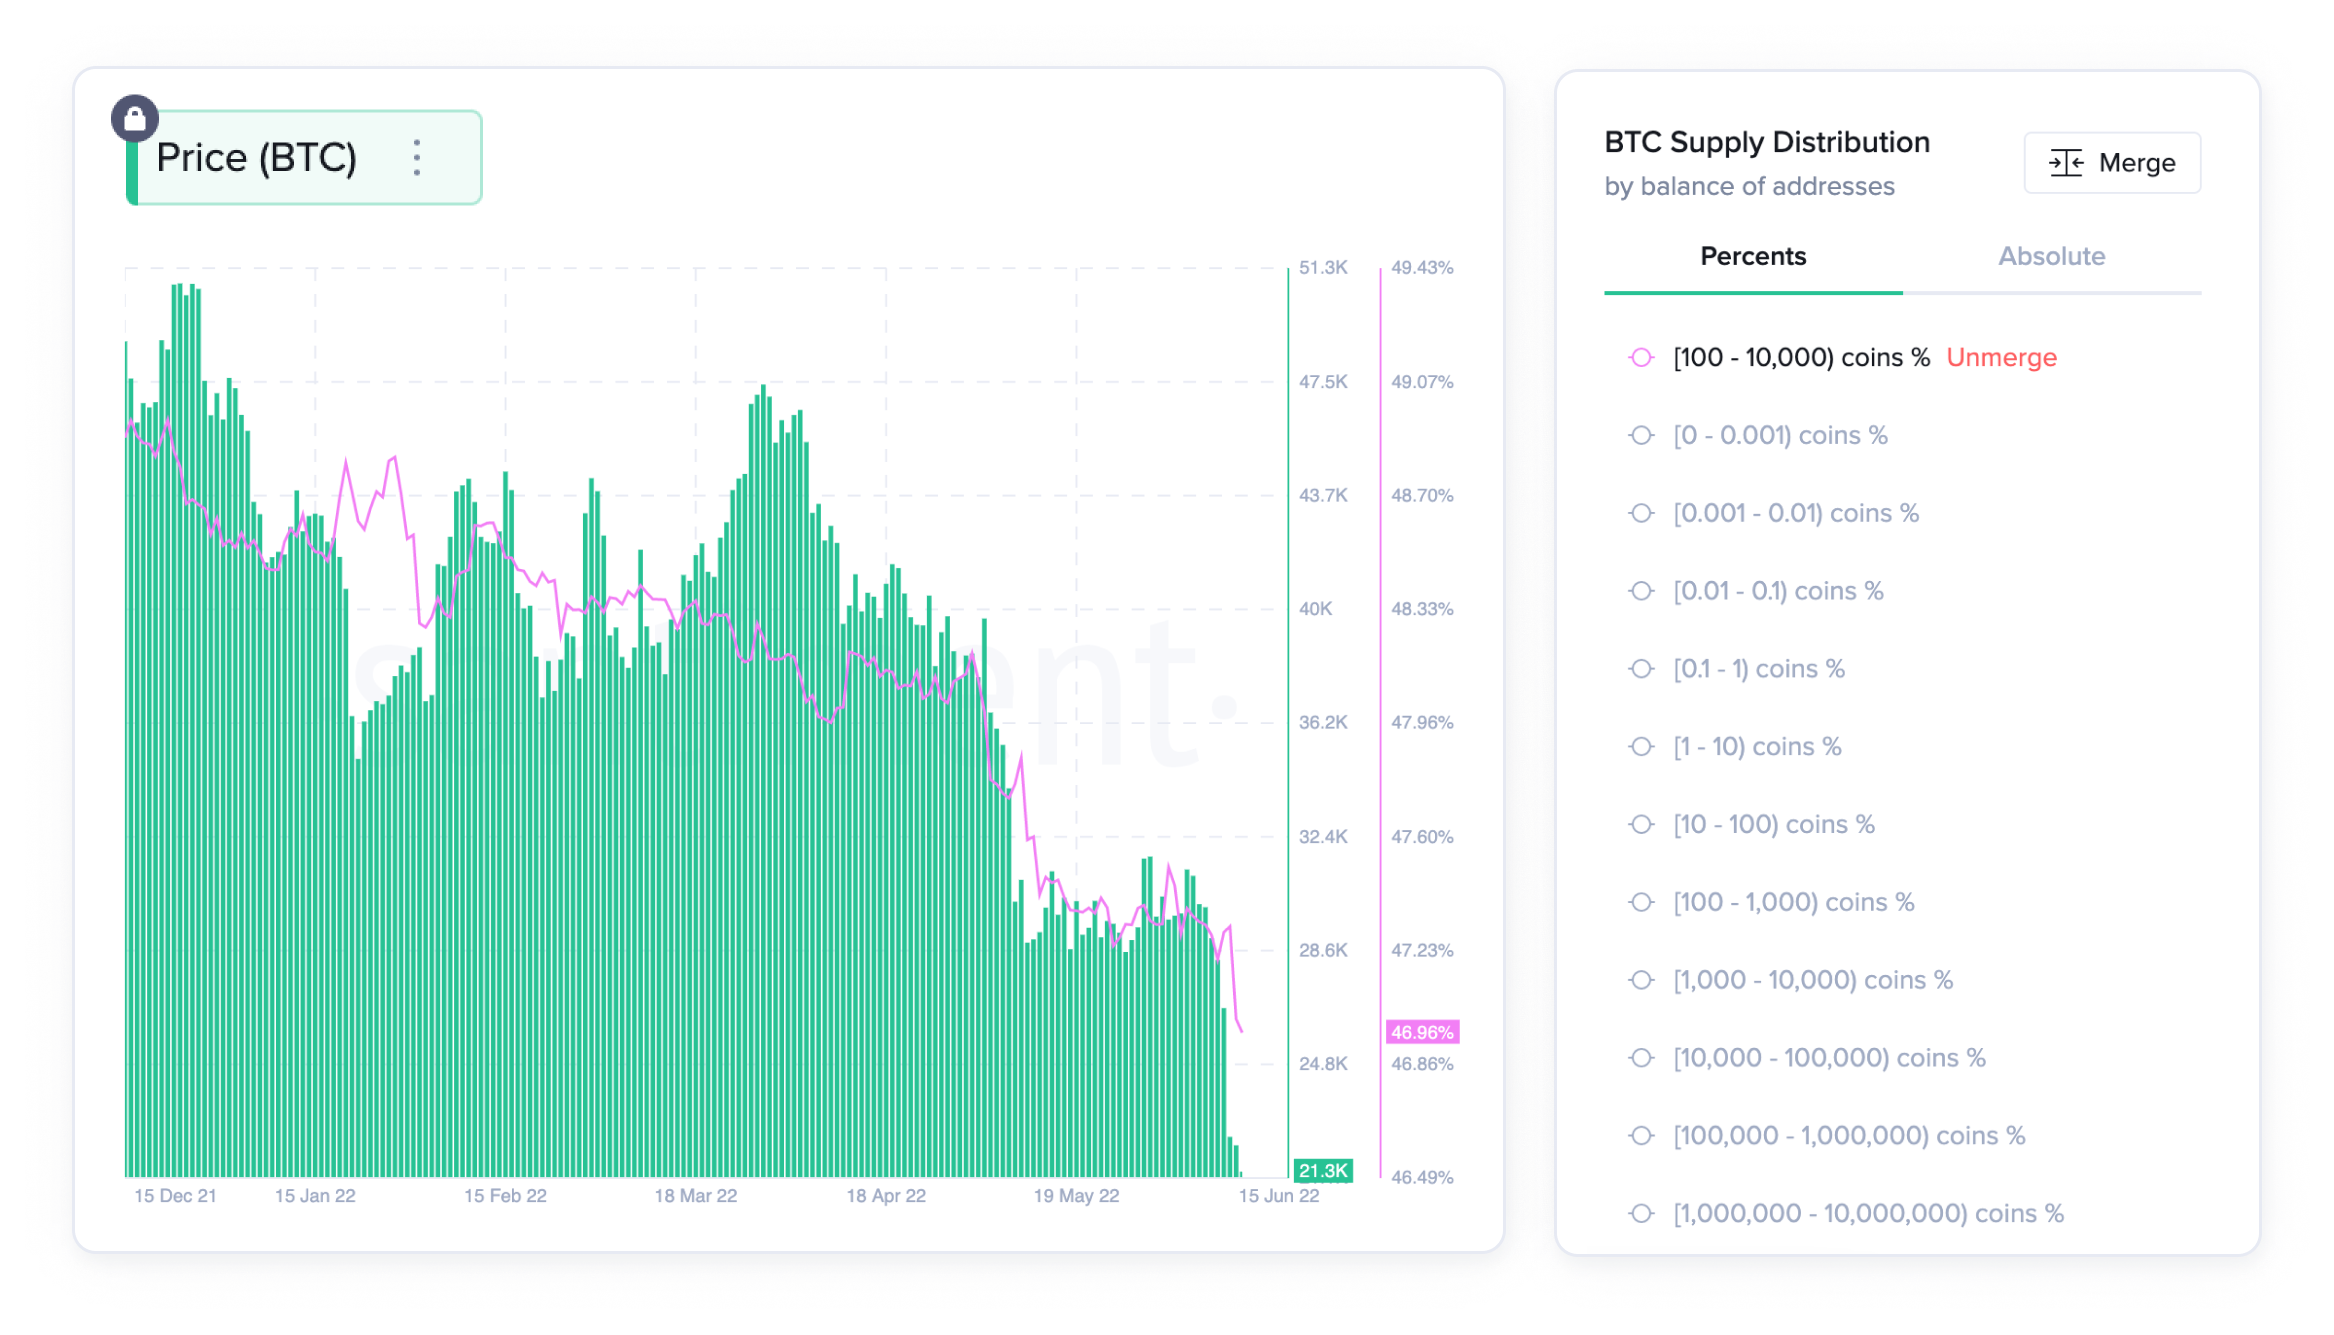 Price (BTC)
51.3K
47.5K
43.7K
40K
36.2K
32.4K
28.6K
24.8K
21.3K
49.43%
49.07%
48.70%
48.33%
47.96%
47.60%
47.23%
46.96%
46.86%
46.49%
15 Dec 21
15 Jan 22
15 Feb 22
18 Mar 22
18 Apr 22
19 May 22
15 Jun 22
BTC Supply Distribution
by balance of addresses
Merge
Percents
Absolute
[100 - 10,000) coins % Unmerge
[0 - 0.001) coins %
[0.001 - 0.01) coins %
[0.01 - 0.1) coins %
[0.1 - 1) coins %
[1 - 10) coins %
[10 - 100) coins %
[100 - 1,000) coins %
[1,000 - 10,000) coins %
[10,000 - 100,000) coins %
[100,000 - 1,000,000) coins %
[1,000,000 - 10,000,000) coins %